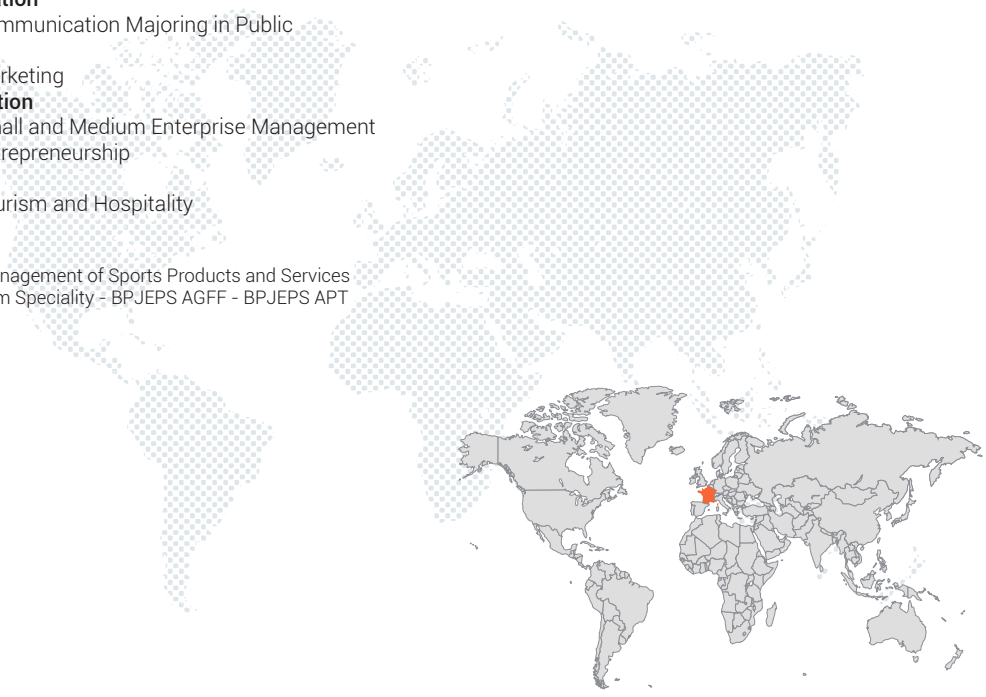 ation
mmunication Majoring in Public
rketing
tion
all and Medium Enterprise Management
repreneurship
urism and Hospitality
nagement of Sports Products and Services
m Speciality - BPJEPS AGFF - BPJEPS APT